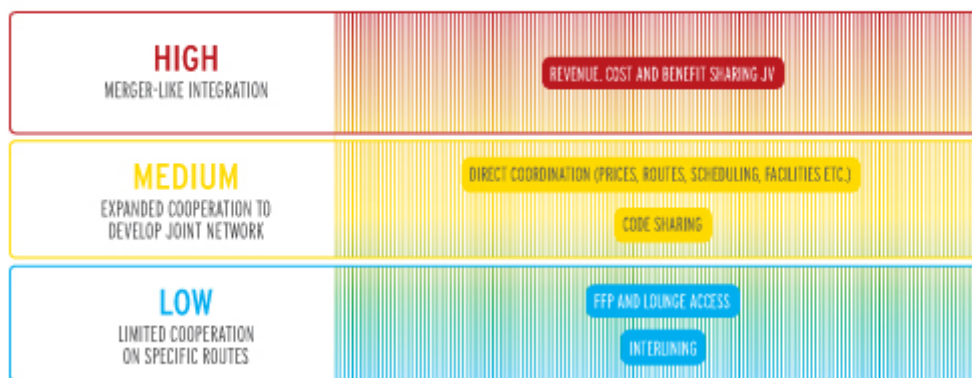 HIGH
MERGER-LIKE INTEGRATION
REVENUE, COST AND BENEFIT SHARING JV
MEDIUM
EXPANDED COOPERATION TO
DEVELOP JOINT NETWORK
DIRECT COORDINATION (PRICES, ROUTES, SCHEDULING, FACILITIES ETC.)
CODE SHARING
LOW
LIMITED COOPERATION
ON SPECIFIC ROUTES
FFP AND LOUNGE ACCESS
INTERLINING